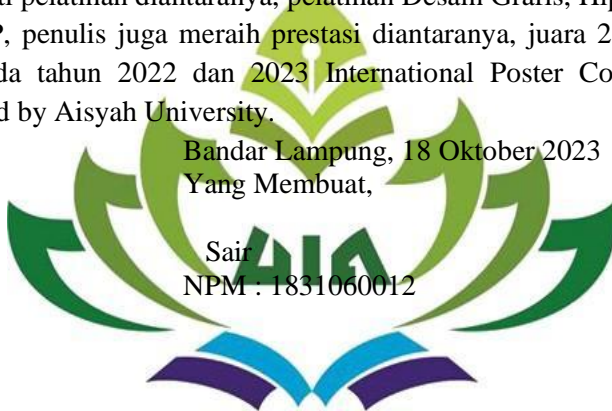 pelatihan diantaranya, pelatihan Desain Grafis,
P, penulis juga meraih prestasi diantaranya, juara 2
da tahun 2022 dan 2023 International Poster Co
d by Aisyah University.
Bandar Lampung, 18 Oktober 2023
Yang Membuat,
Sair
UIN
NPM : 1831060012